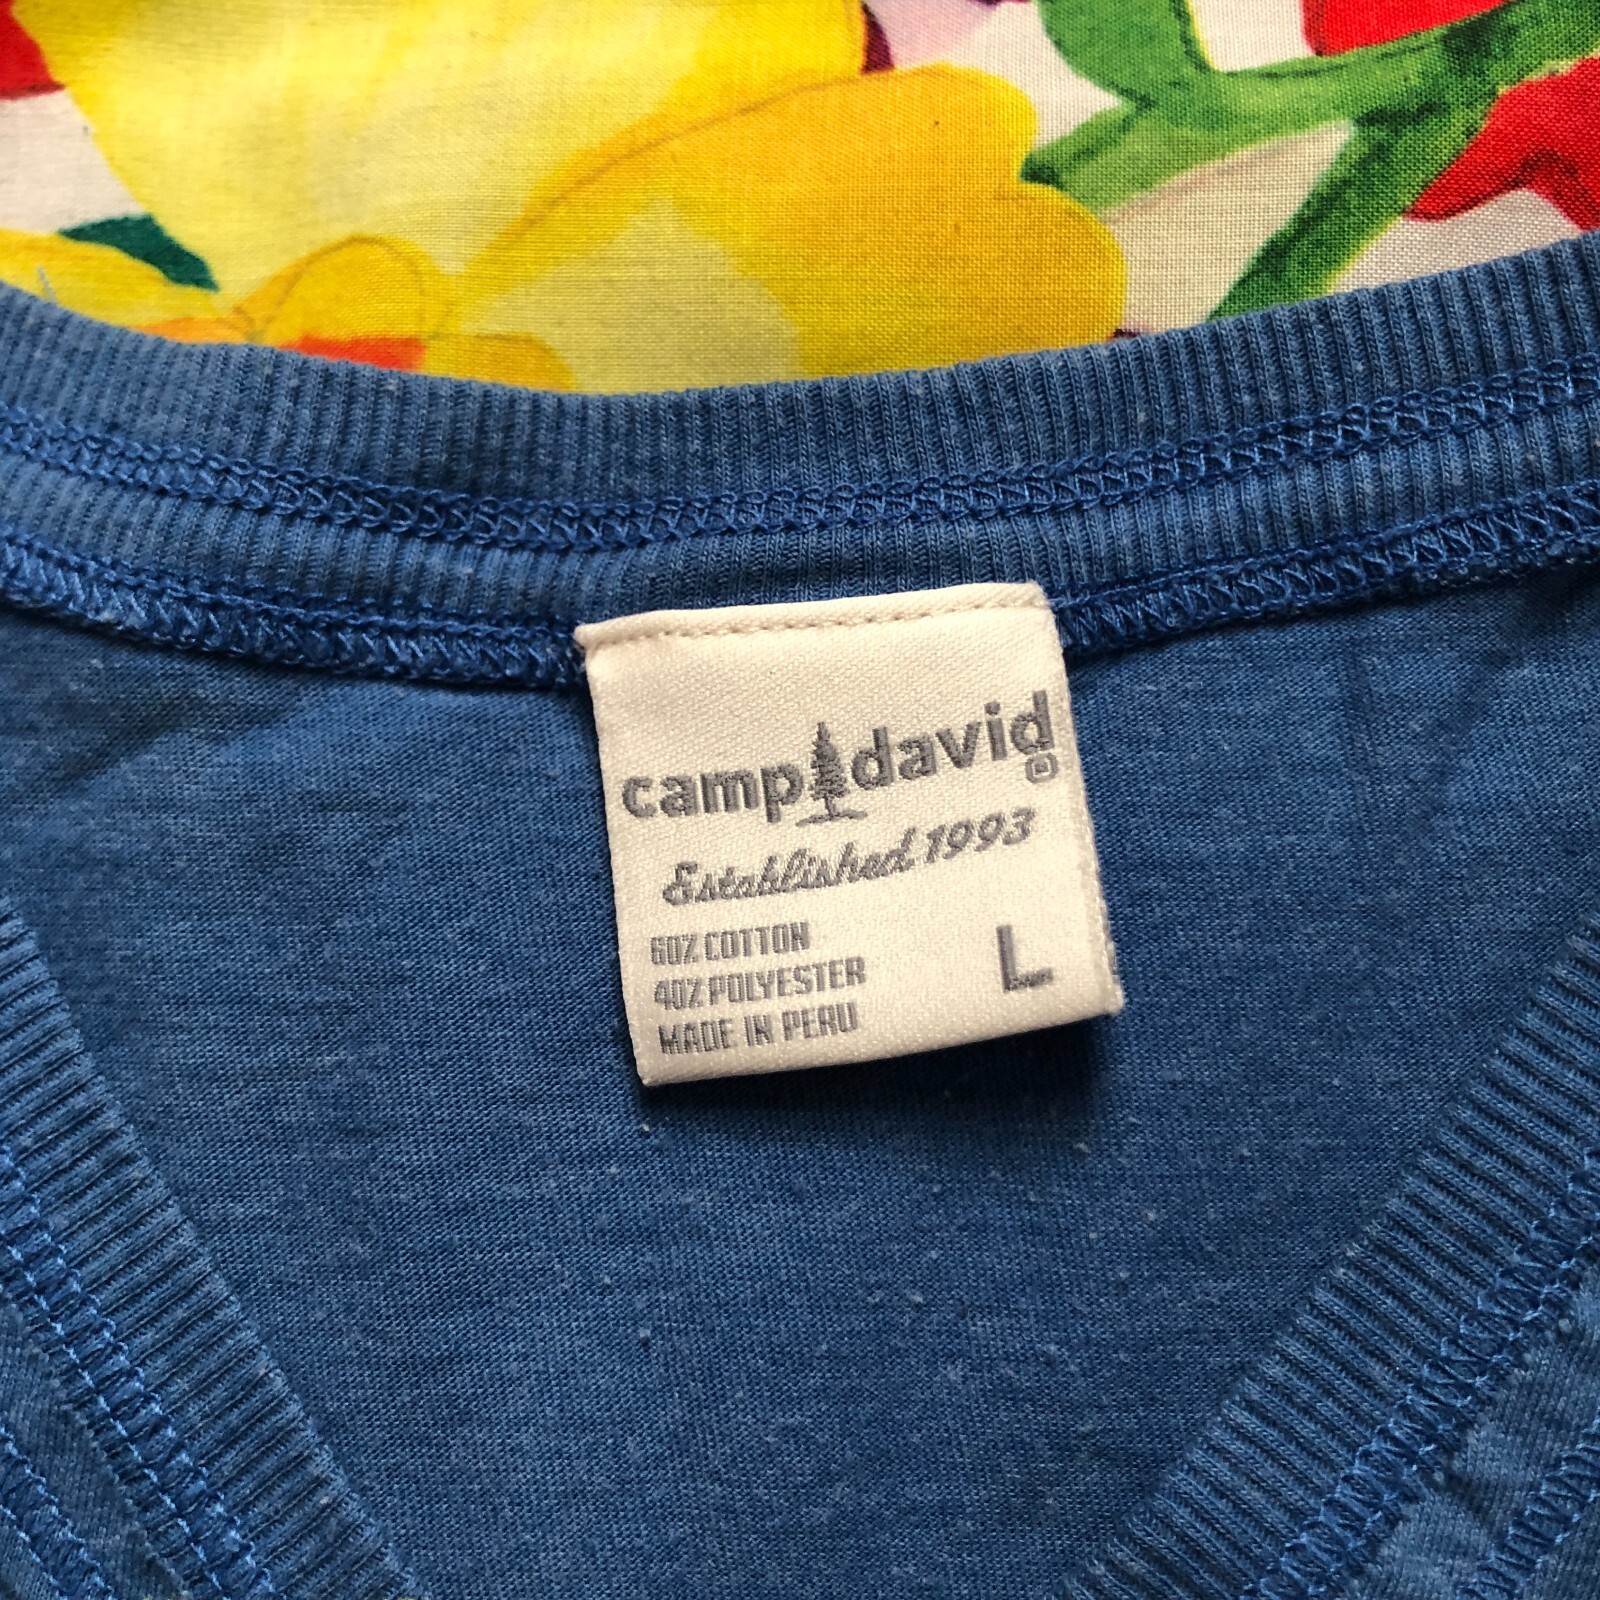 camp david ®
Established 1993
60% COTTON
40% POLYESTER
MADE IN PERU
L